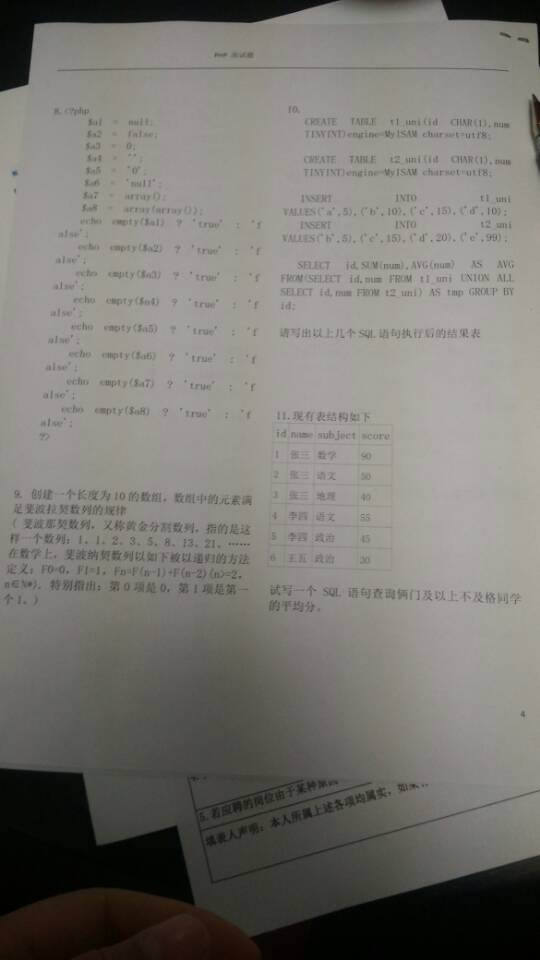 PHP 面试题
8.<?php
$a1 = null;
$a2 = false;
$a3 = 0;
$a4 = '';
$a5 = '0';
$a6 = 'null';
$a7 = array();
$a8 = array(array());
echo empty($a1) ? 'true' : 'f
alse';
echo empty($a2) ? 'true' : 'f
alse';
echo empty($a3) ? 'true' : 'f
alse';
echo empty($a4) ? 'true' : 'f
alse';
echo empty($a5) ? 'true' : 'f
alse';
echo empty($a6) ? 'true' : 'f
alse';
echo empty($a7) ? 'true' : 'f
alse';
echo empty($a8) ? 'true' : 'f
alse';
?>
9. 创建一个长度为10的数组，数组中的元素满
足斐波拉契数列的规律
( 斐波那契数列，又称黄金分割数列，指的是这
样一个数列：1、1、2、3、5、8、13、21、……
在数学上，斐波纳契数列以如下被以递归的方法
定义：F0=0，F1=1，Fn=F(n-1)+F(n-2)(n>=2,
n∈N*)。特别指出：第0项是0，第1项是第一
个1。)
10.
CREATE TABLE t1_uni(id CHAR(1),num
TINYINT)engine=MyISAM charset=utf8;
CREATE TABLE t2_uni(id CHAR(1),num
TINYINT)engine=MyISAM charset=utf8;
INSERT INTO t1_uni
VALUES('a',5),('b',10),('c',15),('d',10);
INSERT INTO t2_uni
VALUES('b',5),('c',15),('d',20),('e',99);
SELECT id,SUM(num),AVG(num) AS AVG
FROM(SELECT id,num FROM t1_uni UNION ALL
SELECT id,num FROM t2_uni) AS tmp GROUP BY
id;
请写出以上几个SQL语句执行后的结果表
11.现有表结构如下
id name subject score
1 张三 数学 90
2 张三 语文 50
3 张三 地理 40
4 李四 语文 55
5 李四 政治 45
6 王五 政治 30
试写一个 SQL 语句查询俩门及以上不及格同学
的平均分。
4
5.若应聘的岗位由于某种原因
填表人声明：本人所属上述各项均属实，如果